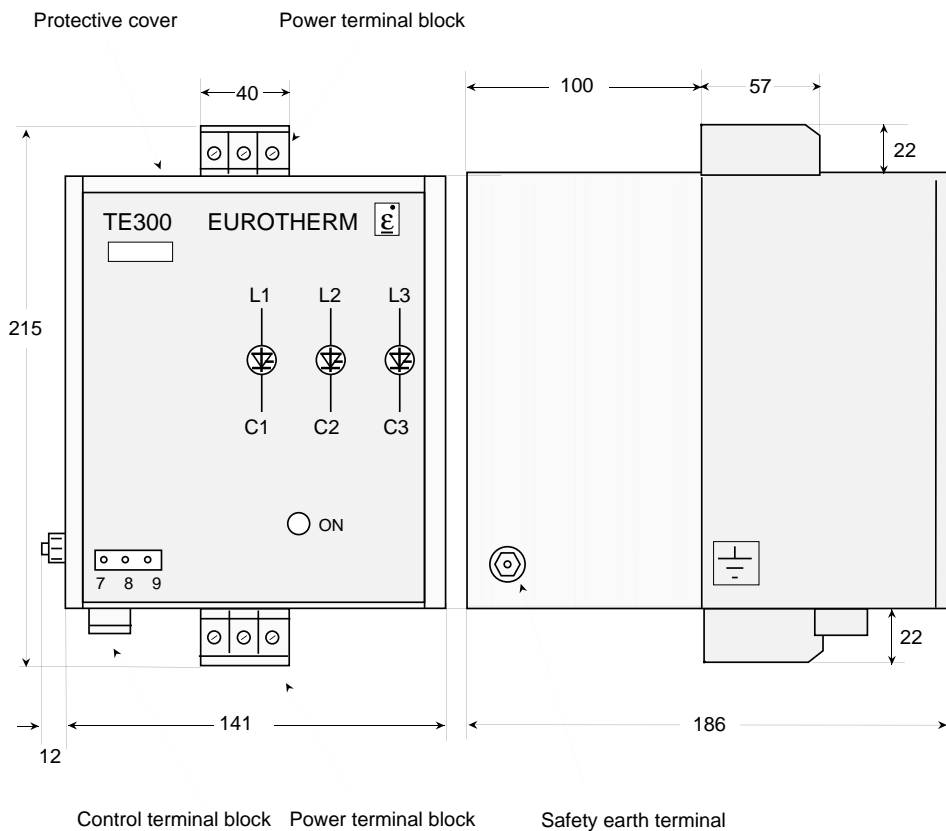 Protective cover Power terminal block
40 100 57
22
TE300 EUROTHERM ε
L1 L2 L3
215
C1 C2 C3
ON
7 8 9
22
141 186
12
Control terminal block Power terminal block Safety earth terminal